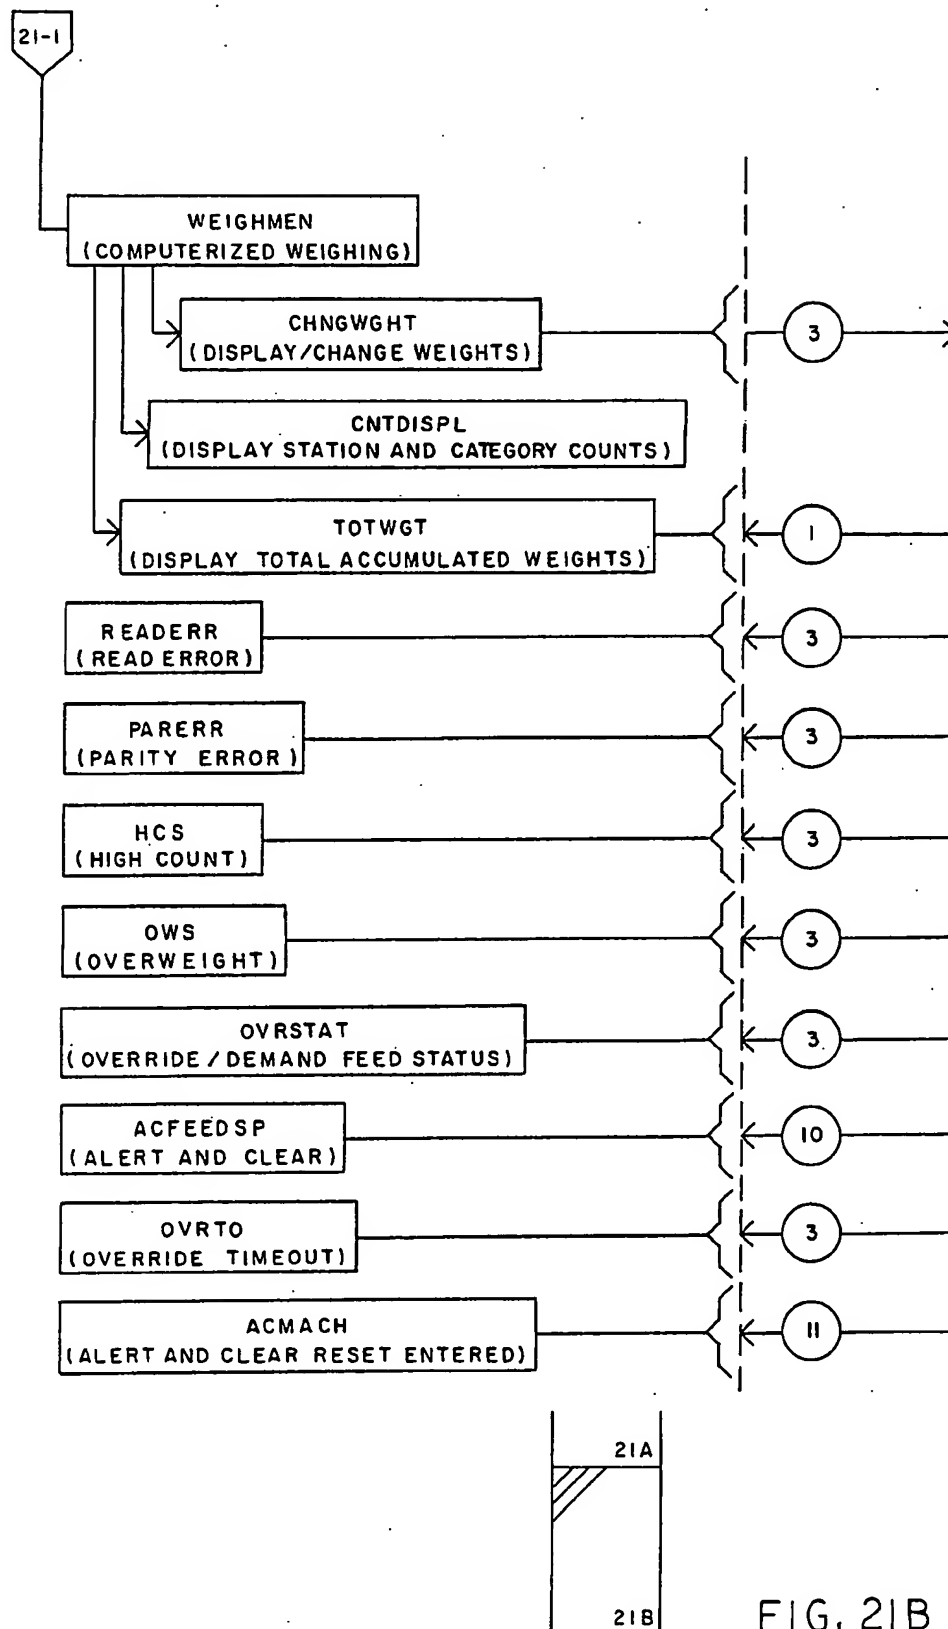 21-1
WEIGHMEN
(COMPUTERIZED WEIGHING)
CHNGWGHT
(DISPLAY/CHANGE WEIGHTS)
3
CNTDISPL
(DISPLAY STATION AND CATEGORY COUNTS)
TOTWGT
(DISPLAY TOTAL ACCUMULATED WEIGHTS)
1
READERR
(READ ERROR)
3
PARERR
(PARITY ERROR)
3
HCS
(HIGH COUNT)
3
OWS
(OVERWEIGHT)
3
OVRSTAT
(OVERRIDE/DEMAND FEED STATUS)
3
ACFEEDSP
(ALERT AND CLEAR)
10
OVRTO
(OVERRIDE TIMEOUT)
3
ACMACH
(ALERT AND CLEAR RESET ENTERED)
11
21A
21B
FIG. 21B